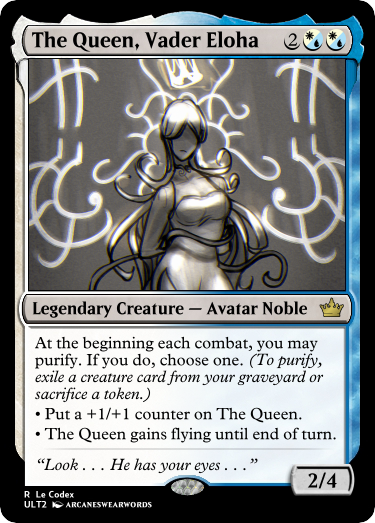 The Queen, Vader Eloha 2
Legendary Creature — Avatar Noble
At the beginning each combat, you may
purify. If you do, choose one. (To purify,
exile a creature card from your graveyard or
sacrifice a token.)
• Put a +1/+1 counter on The Queen.
• The Queen gains flying until end of turn.
“Look . . . He has your eyes . . .”
2/4
R Le Codex
ULT2 ARCANESWEARWORDS